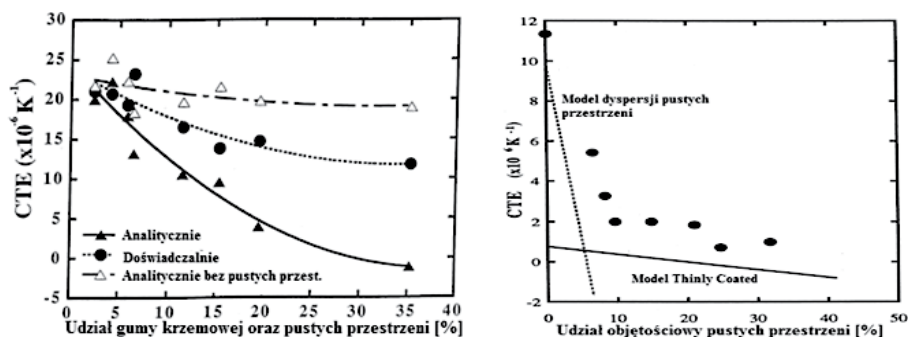 30
25
20
15
10
5
0
-5
CTE (x10⁻⁶ K⁻¹)
Analitycznie
Doświadczalnie
Analitycznie bez pustych przest.
0 5 10 15 20 25 30 35 40
Udział gumy krzemowej oraz pustych przestrzeni [%]
12
10
8
6
4
2
0
-2
CTE (x10⁻⁶ K⁻¹)
Model dyspersji pustych
przestrzeni
Model Thinly Coated
0 10 20 30 40 50
Udział objętościowy pustych przestrzeni [%]